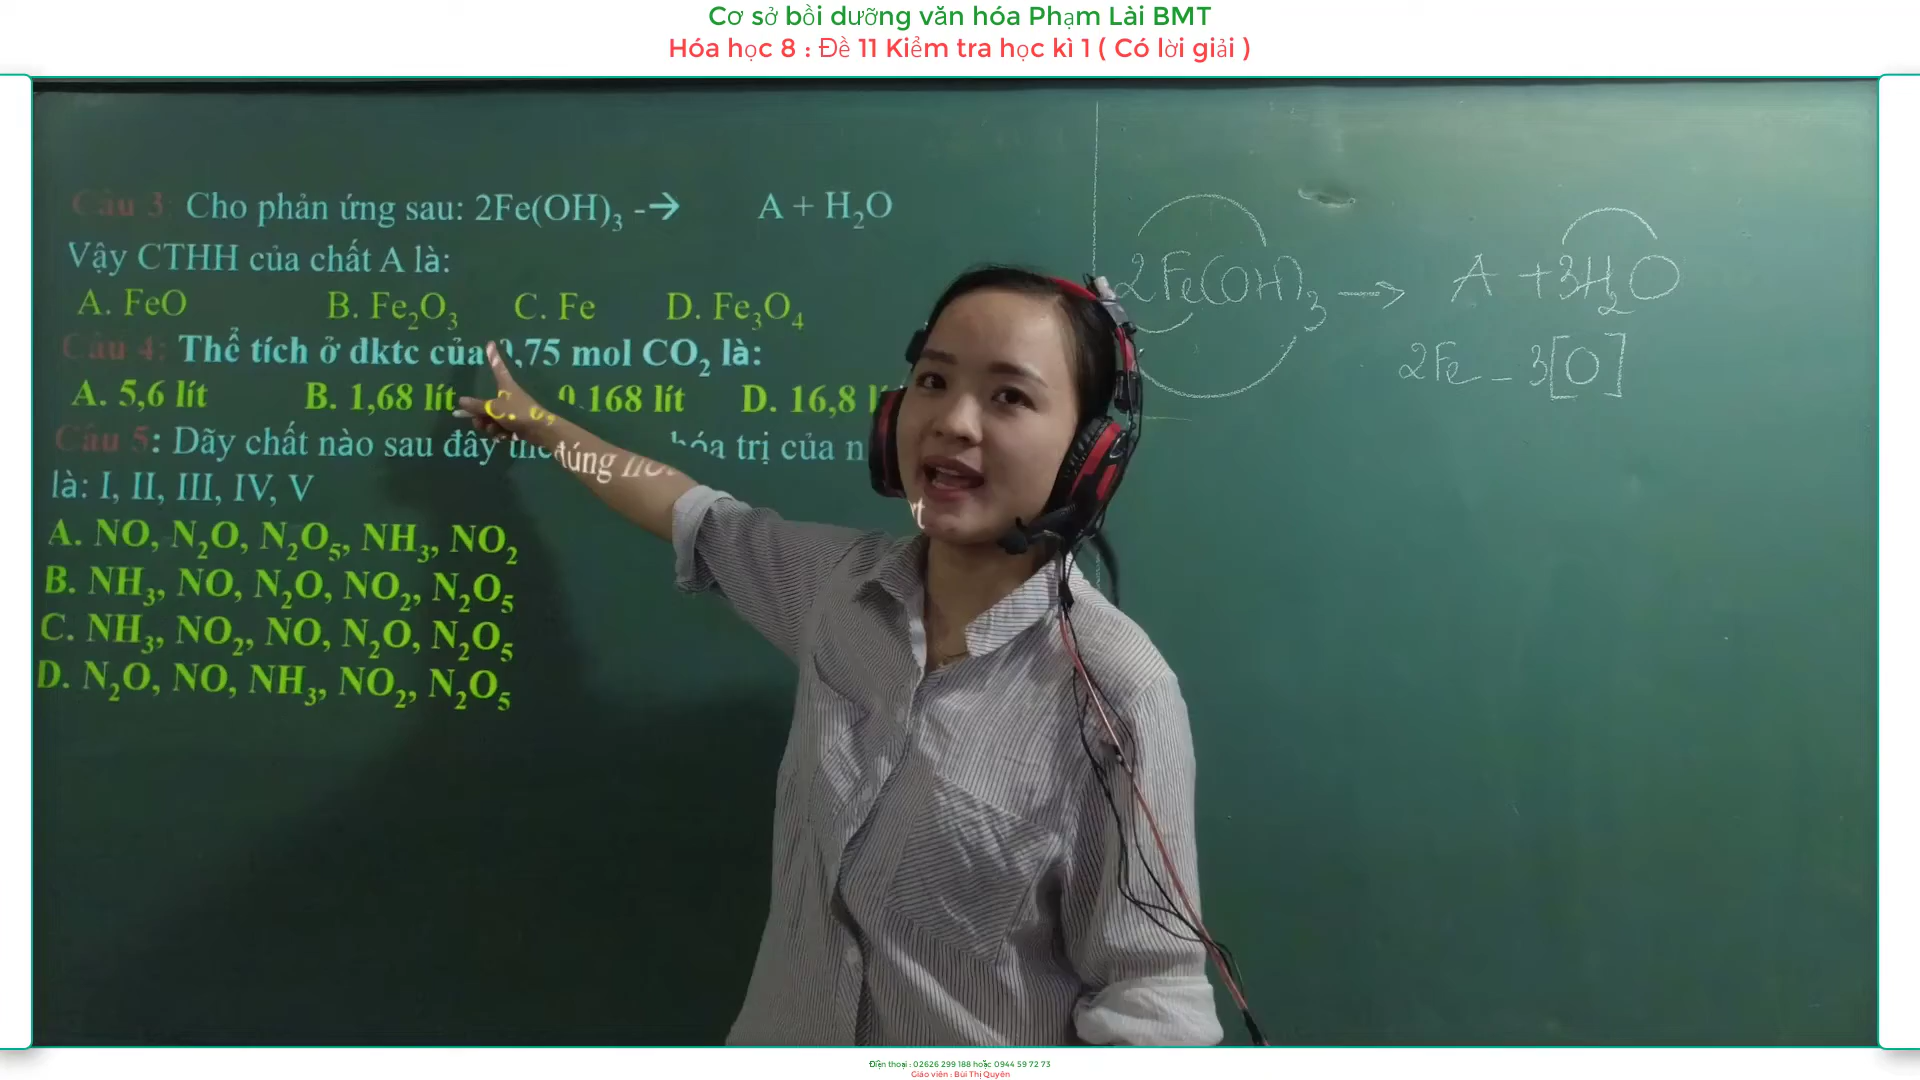 Cơ sở bồi dưỡng văn hóa Phạm Lài BMT
Hóa học 8 : Đề 11 Kiểm tra học kì 1 ( Có lời giải )
Câu 3: Cho phản ứng sau: 2Fe(OH)₃ -→ A + H₂O
Vậy CTHH của chất A là:
A. FeO B. Fe₂O₃ C. Fe D. Fe₃O₄
Câu 4: Thể tích ở đktc của 0,75 mol CO₂ là:
A. 5,6 lít B. 1,68 lít C. 0,168 lít D. 16,8
Câu 5: Dãy chất nào sau đây đúng hóa trị của
là: I, II, III, IV, V
A. NO, N₂O, N₂O₅, NH₃, NO₂
B. NH₃, NO, N₂O, NO₂, N₂O₅
C. NH₃, NO₂, NO, N₂O, N₂O₅
D. N₂O, NO, NH₃, NO₂, N₂O₅
2Fe(OH)₃ → A + 3H₂O
2Fe - 3[O]
Điện thoại : 02626 299 188 hoặc 0944 59 72 73
Giáo viên : Bùi Thị Quyên